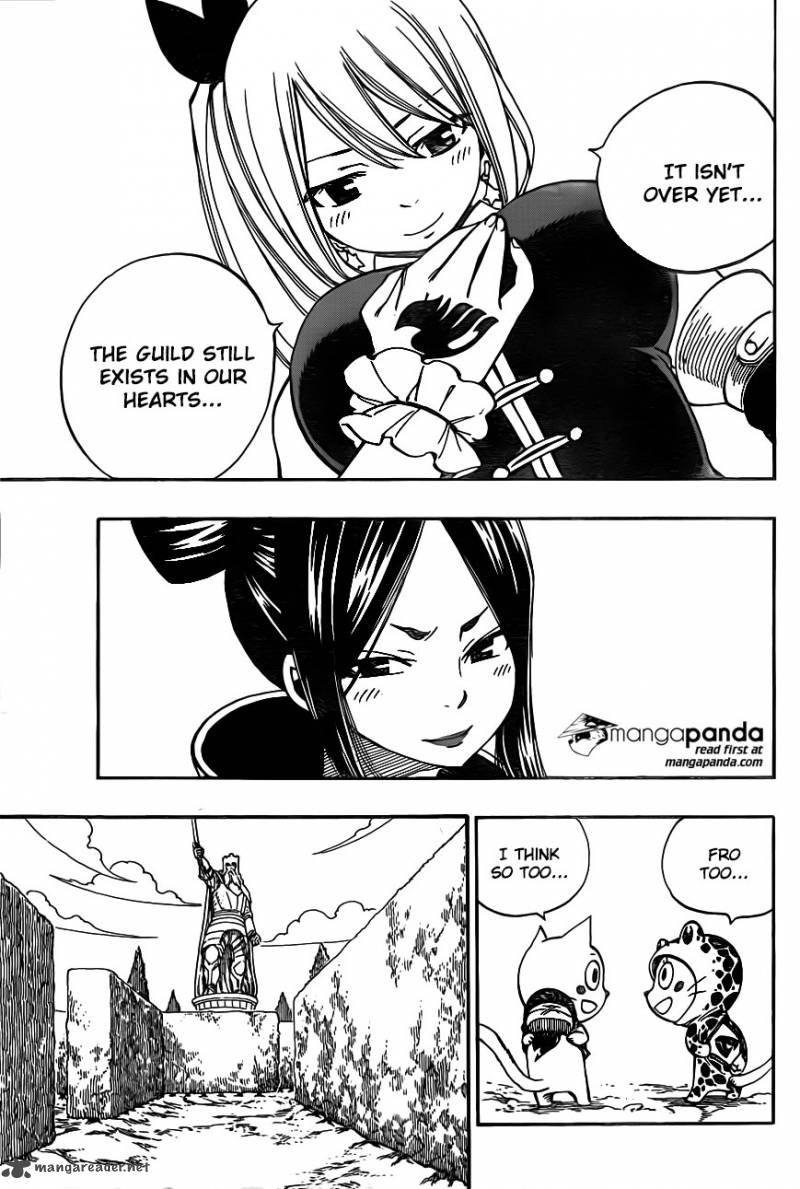 IT ISN'T
OVER YET...
THE GUILD STILL
EXISTS IN OUR
HEARTS...
mangapanda
read first at
mangapanda.com
FRO
TOO...
I THINK
SO TOO...
mangareader.net